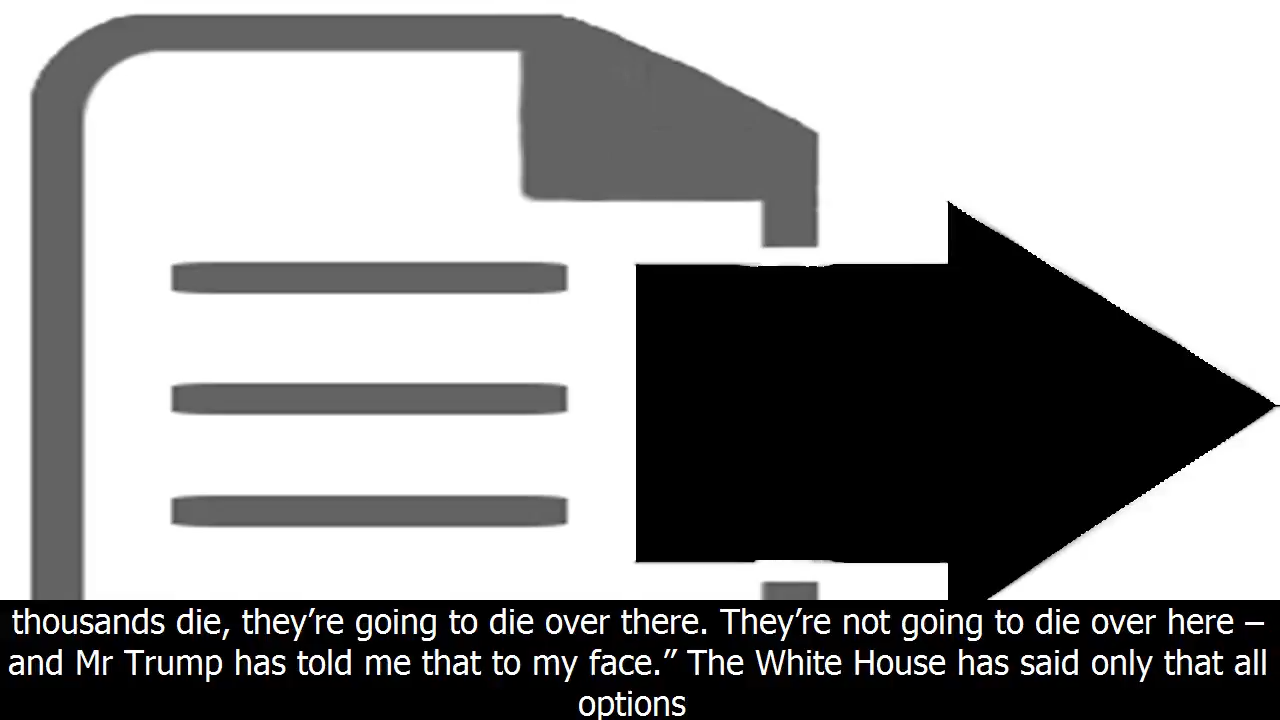 thousands die, they’re going to die over there. They’re not going to die over here –
and Mr Trump has told me that to my face.” The White House has said only that all
options